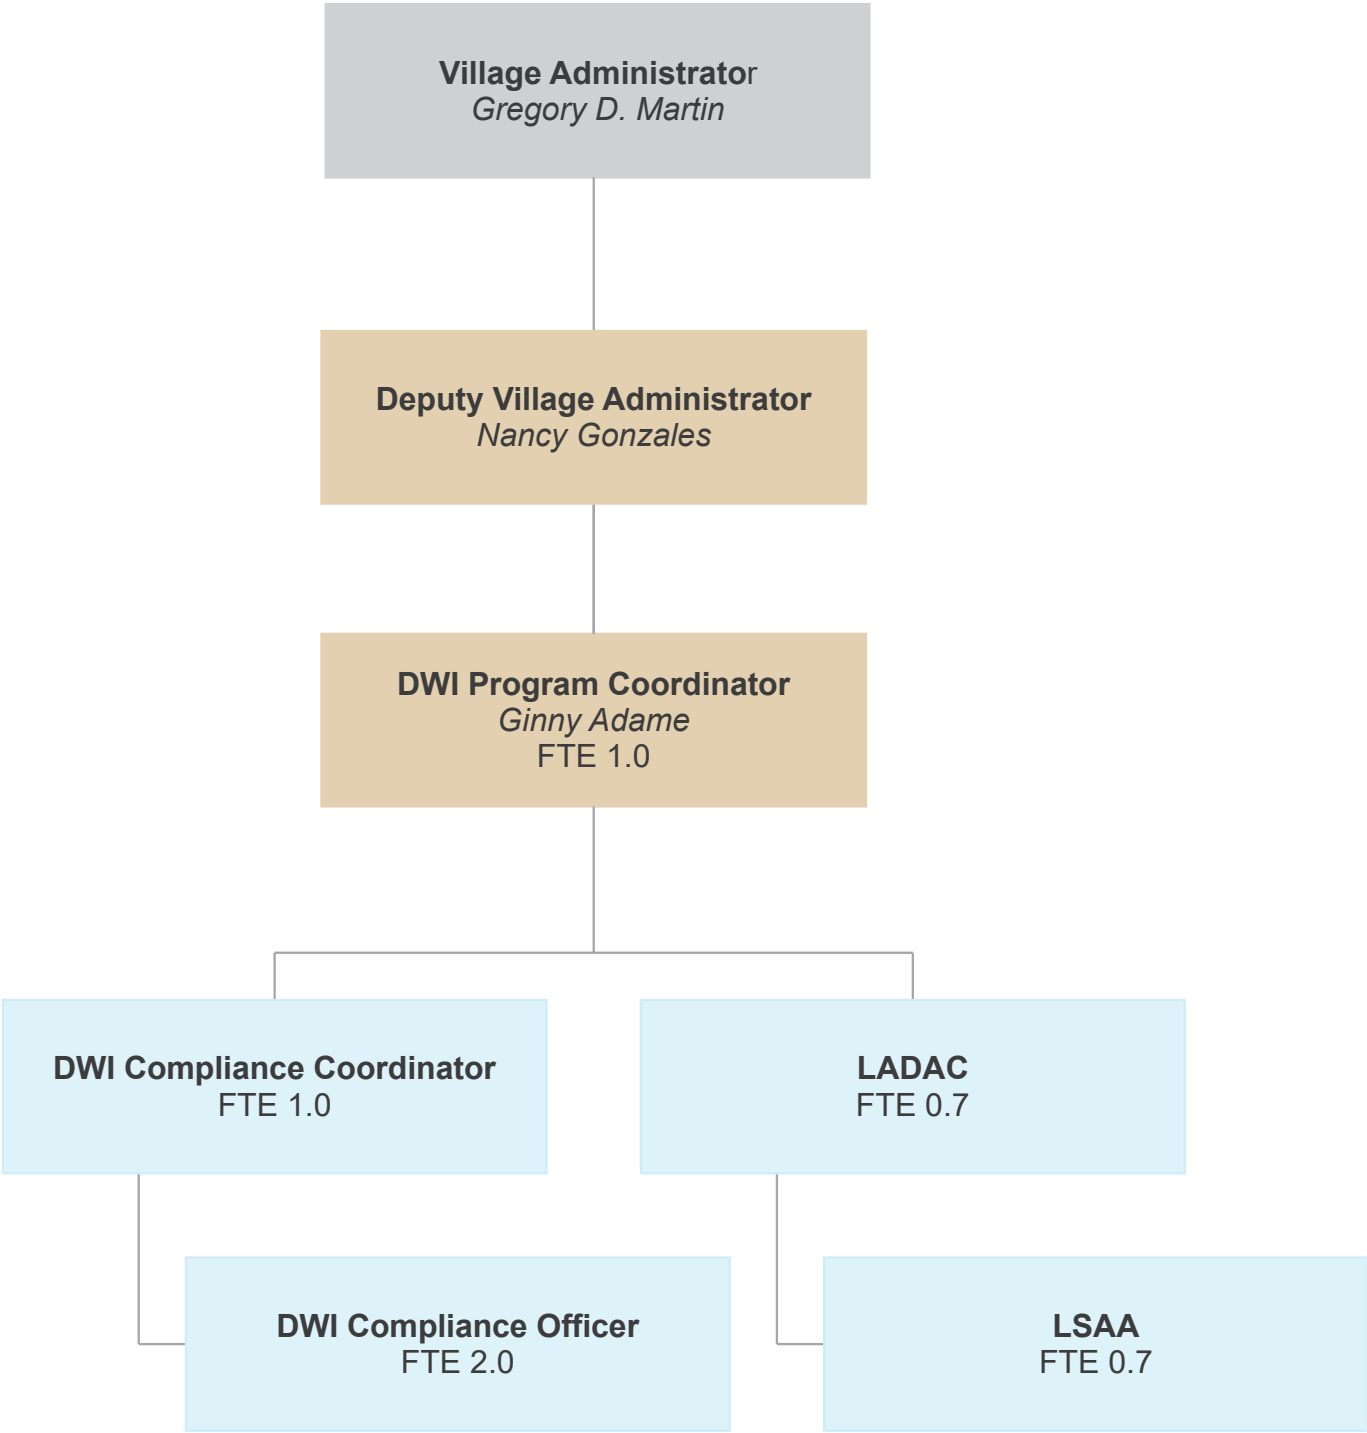 Village Administrator
Gregory D. Martin
Deputy Village Administrator
Nancy Gonzales
DWI Program Coordinator
Ginny Adame
FTE 1.0
DWI Compliance Coordinator
FTE 1.0
LADAC
FTE 0.7
DWI Compliance Officer
FTE 2.0
LSAA
FTE 0.7